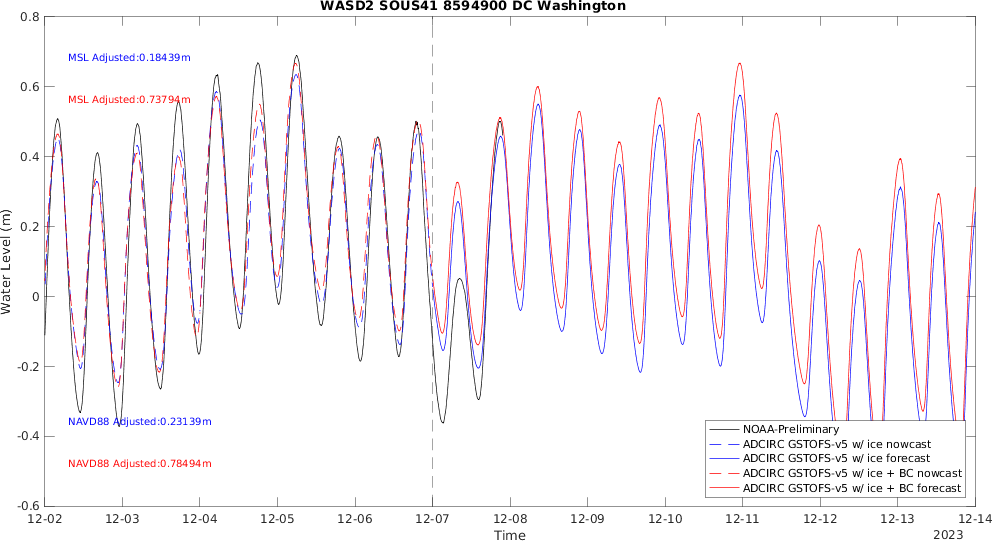 WASD2 SOUS41 8594900 DC Washington
0.8
MSL Adjusted:0.18439m
0.6
MSL Adjusted:0.73794m
0.4
0.2
Water Level (m)
0
-0.2
NAVD88 Adjusted:0.23139m
NOAA-Preliminary
-0.4
ADCIRC GSTOFS-v5 w/ ice nowcast
ADCIRC GSTOFS-v5 w/ ice forecast
NAVD88 Adjusted:0.78494m
ADCIRC GSTOFS-v5 w/ ice + BC nowcast
ADCIRC GSTOFS-v5 w/ ice + BC forecast
-0.6
12-02 12-03 12-04 12-05 12-06 12-07 12-08 12-09 12-10 12-11 12-12 12-13 12-14
Time
2023